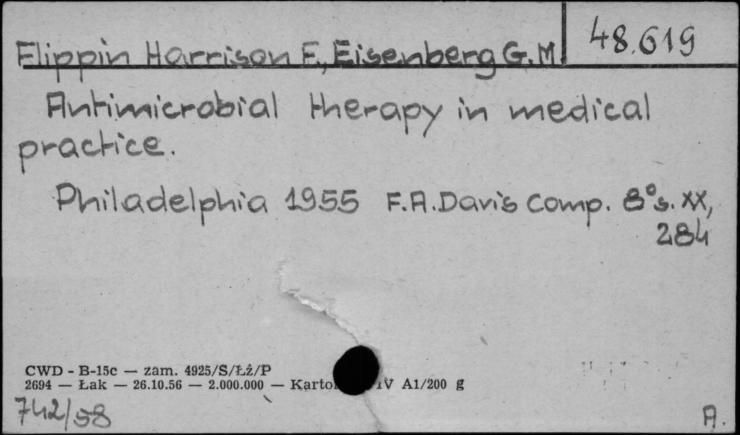 Flippin Harrison F., Eisenberg G.M. 48.619
Antimicrobial therapy in medical
practice.
Philadelphia 1955 F.A.Davis Comp. 8°s. XX,
284
CWD - B-15c — zam. 4925/S/Łż/P
2694 — Łak — 26.10.56 — 2.000.000 — IV A1/200 g
742/58
A.